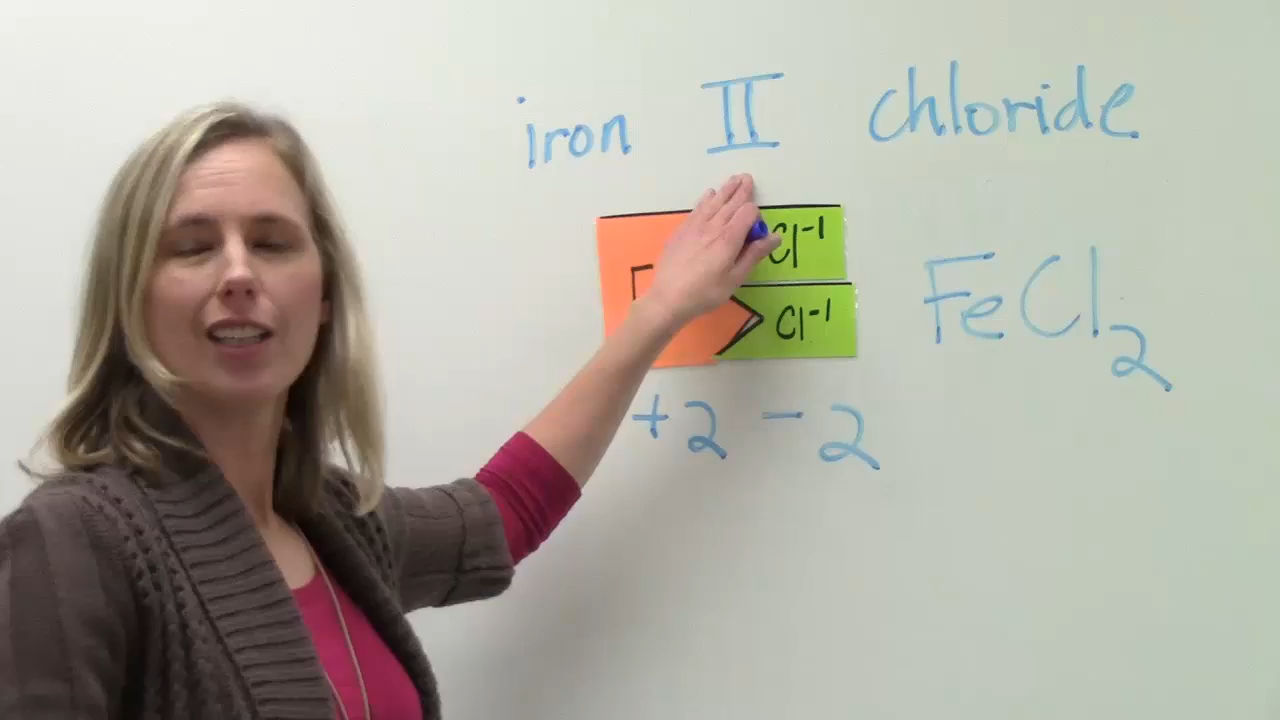 iron II chloride
Cl⁻¹
Cl⁻¹
FeCl₂
+2 -2